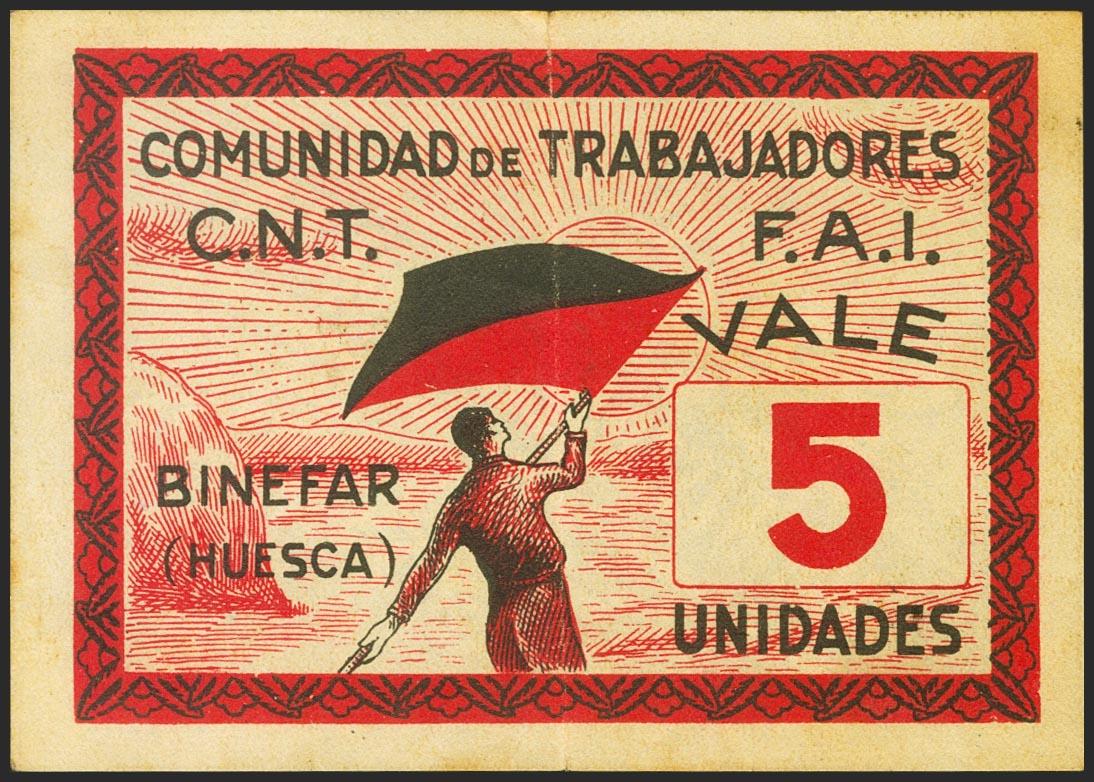 COMUNIDAD DE TRABAJADORES
C.N.T. F.A.I.
VALE
5
BINEFAR
(HUESCA)
UNIDADES